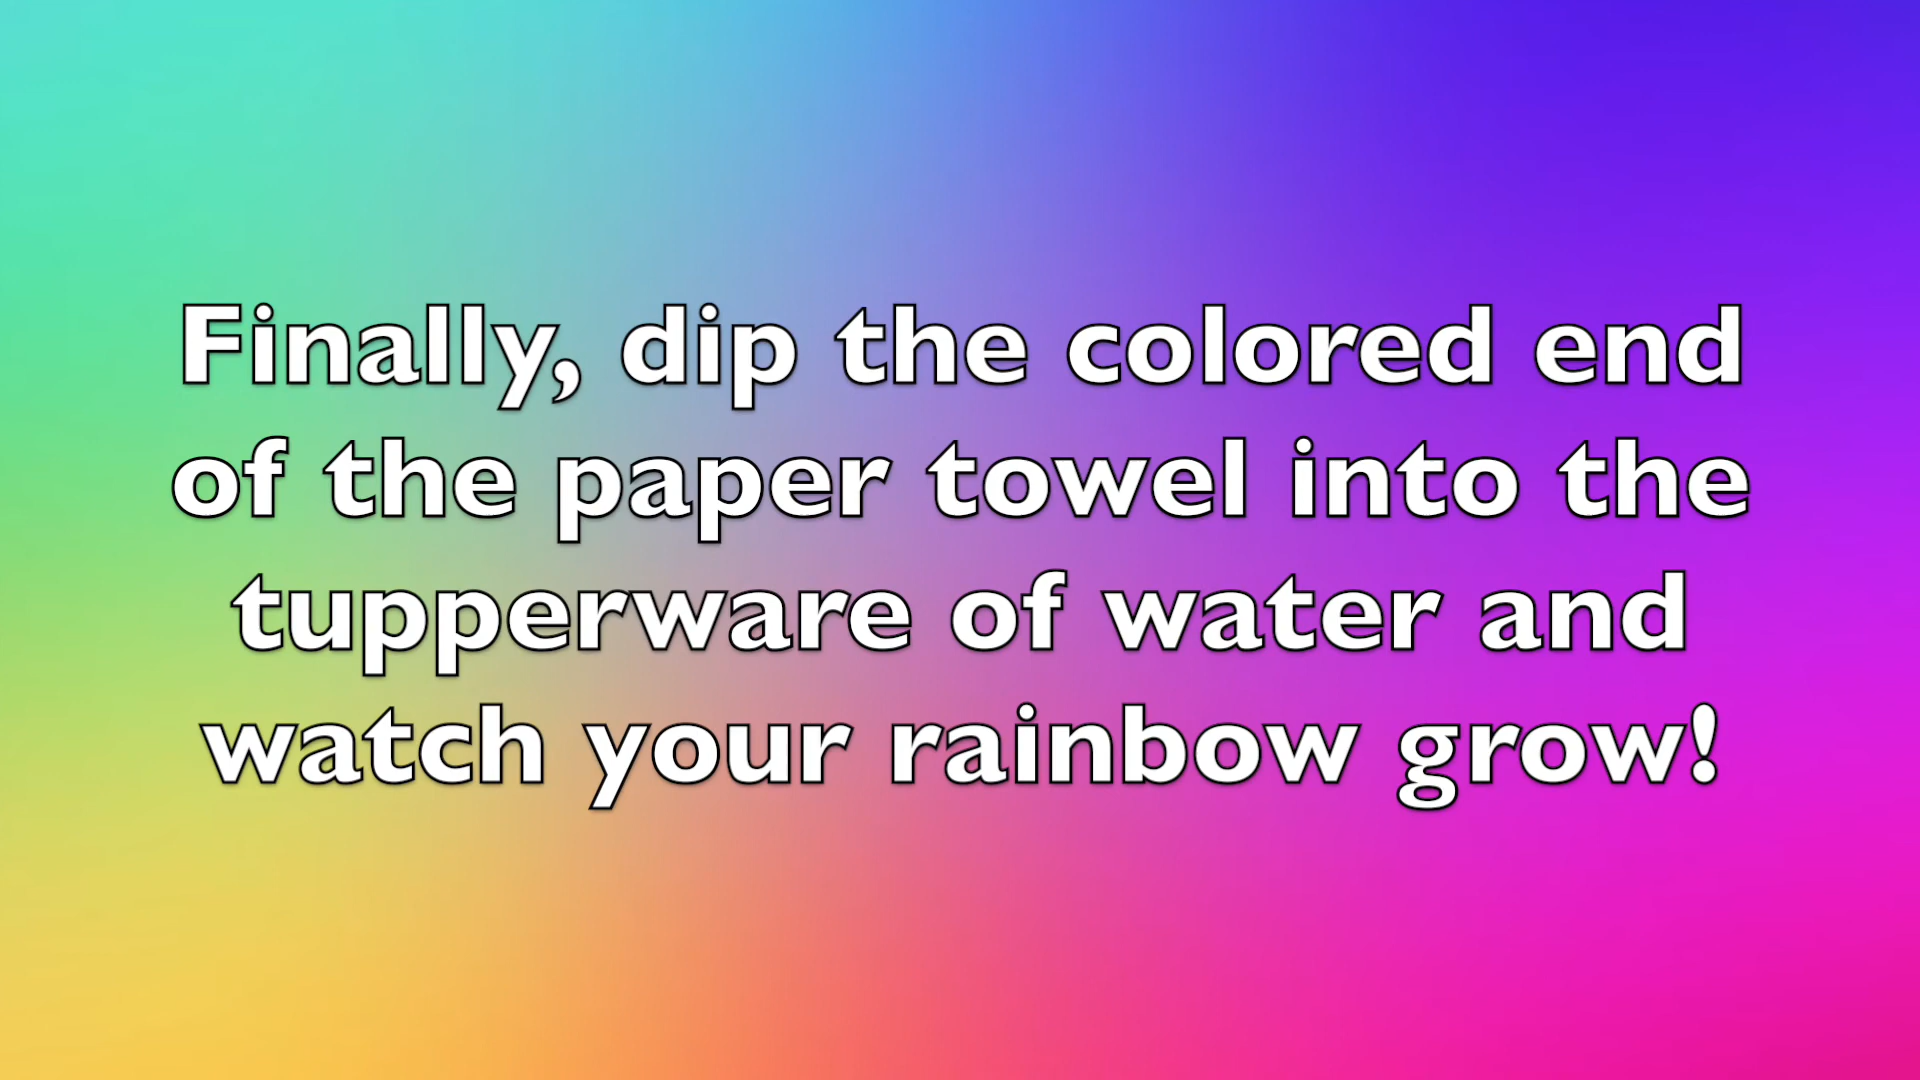 Finally, dip the colored end
of the paper towel into the
tupperware of water and
watch your rainbow grow!